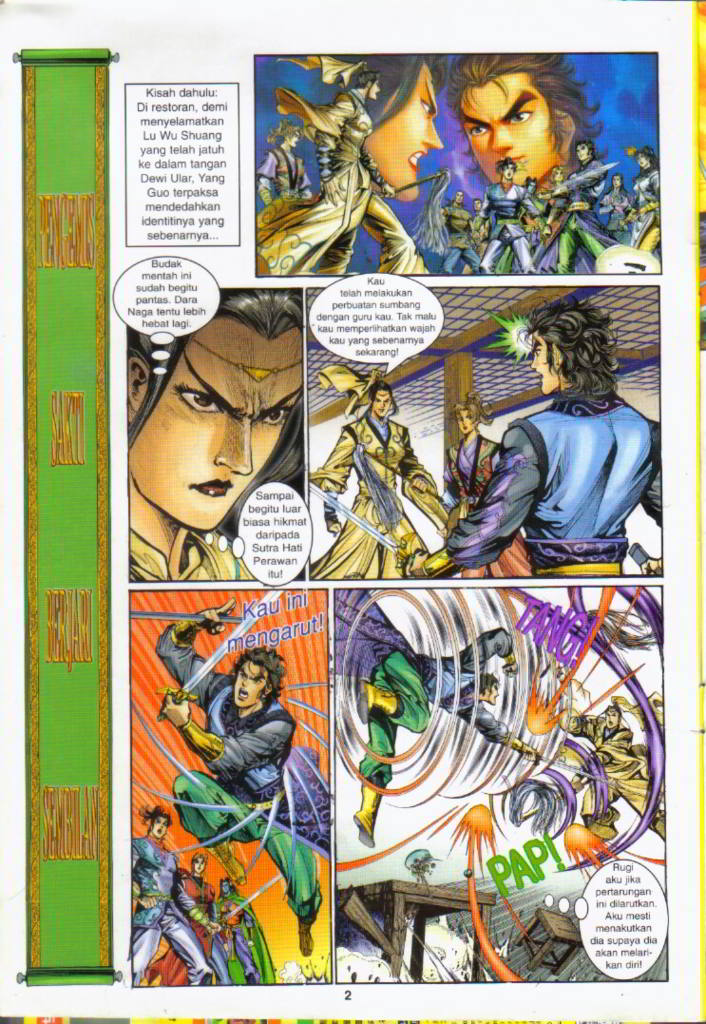 PENGEMIS
SAKTI
BERJARI
SEMBILAN
Kisah dahulu:
Di restoran, demi
menyelamatkan
Lu Wu Shuang
yang telah jatuh
ke dalam tangan
Dewi Ular, Yang
Guo terpaksa
mendedahkan
identitinya yang
sebenarnya...
Budak
mentah ini
sudah begitu
pantas. Dara
Naga tentu lebih
hebat lagi.
Sampai
begitu luar
biasa hikmat
daripada
Sutra Hati
Perawan
itu!
Kau
telah melakukan
perbuatan sumbang
dengan guru kau. Tak malu
kau memperlihatkan wajah
kau yang sebenarnya
sekarang!
Kau ini
mengarut!
TANG!
PAP!
Rugi
aku jika
pertarungan
ini dilarutkan.
Aku mesti
menakutkan
dia supaya dia
akan melari-
kan diri!
2